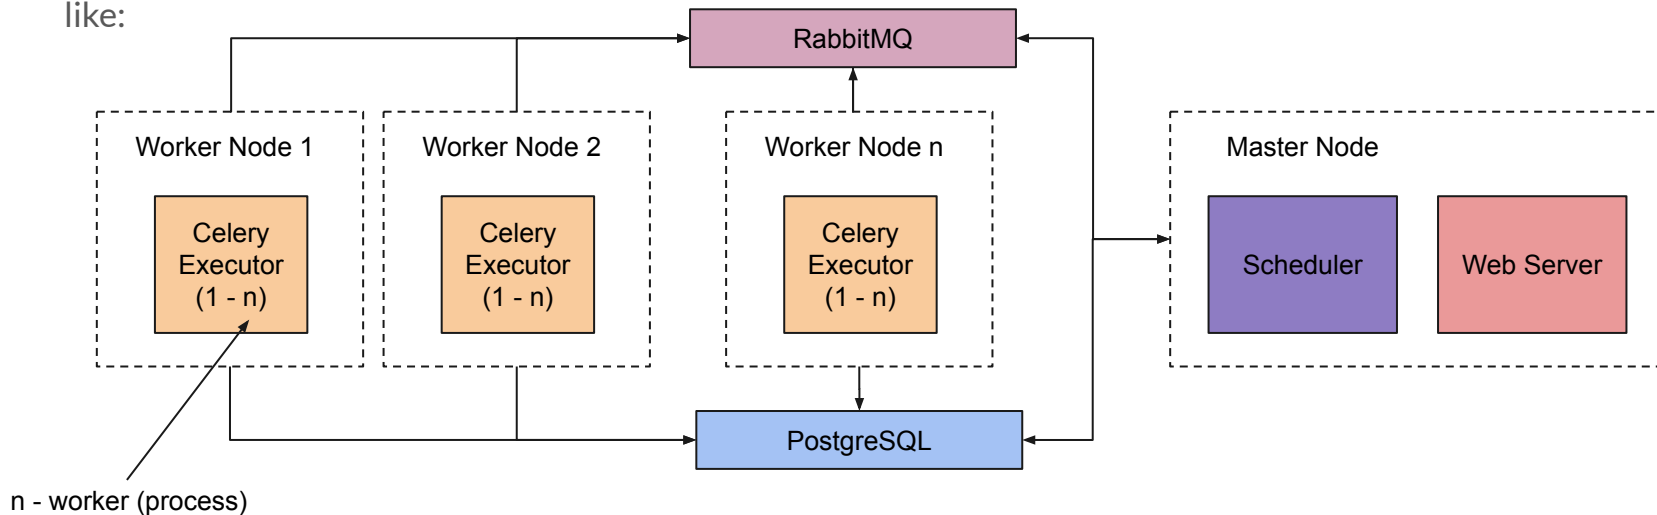 like:
RabbitMQ
Worker Node 1
Worker Node 2
Worker Node n
Master Node
Celery
Executor
(1 - n)
Celery
Executor
(1 - n)
Celery
Executor
(1 - n)
Scheduler
Web Server
PostgreSQL
n - worker (process)